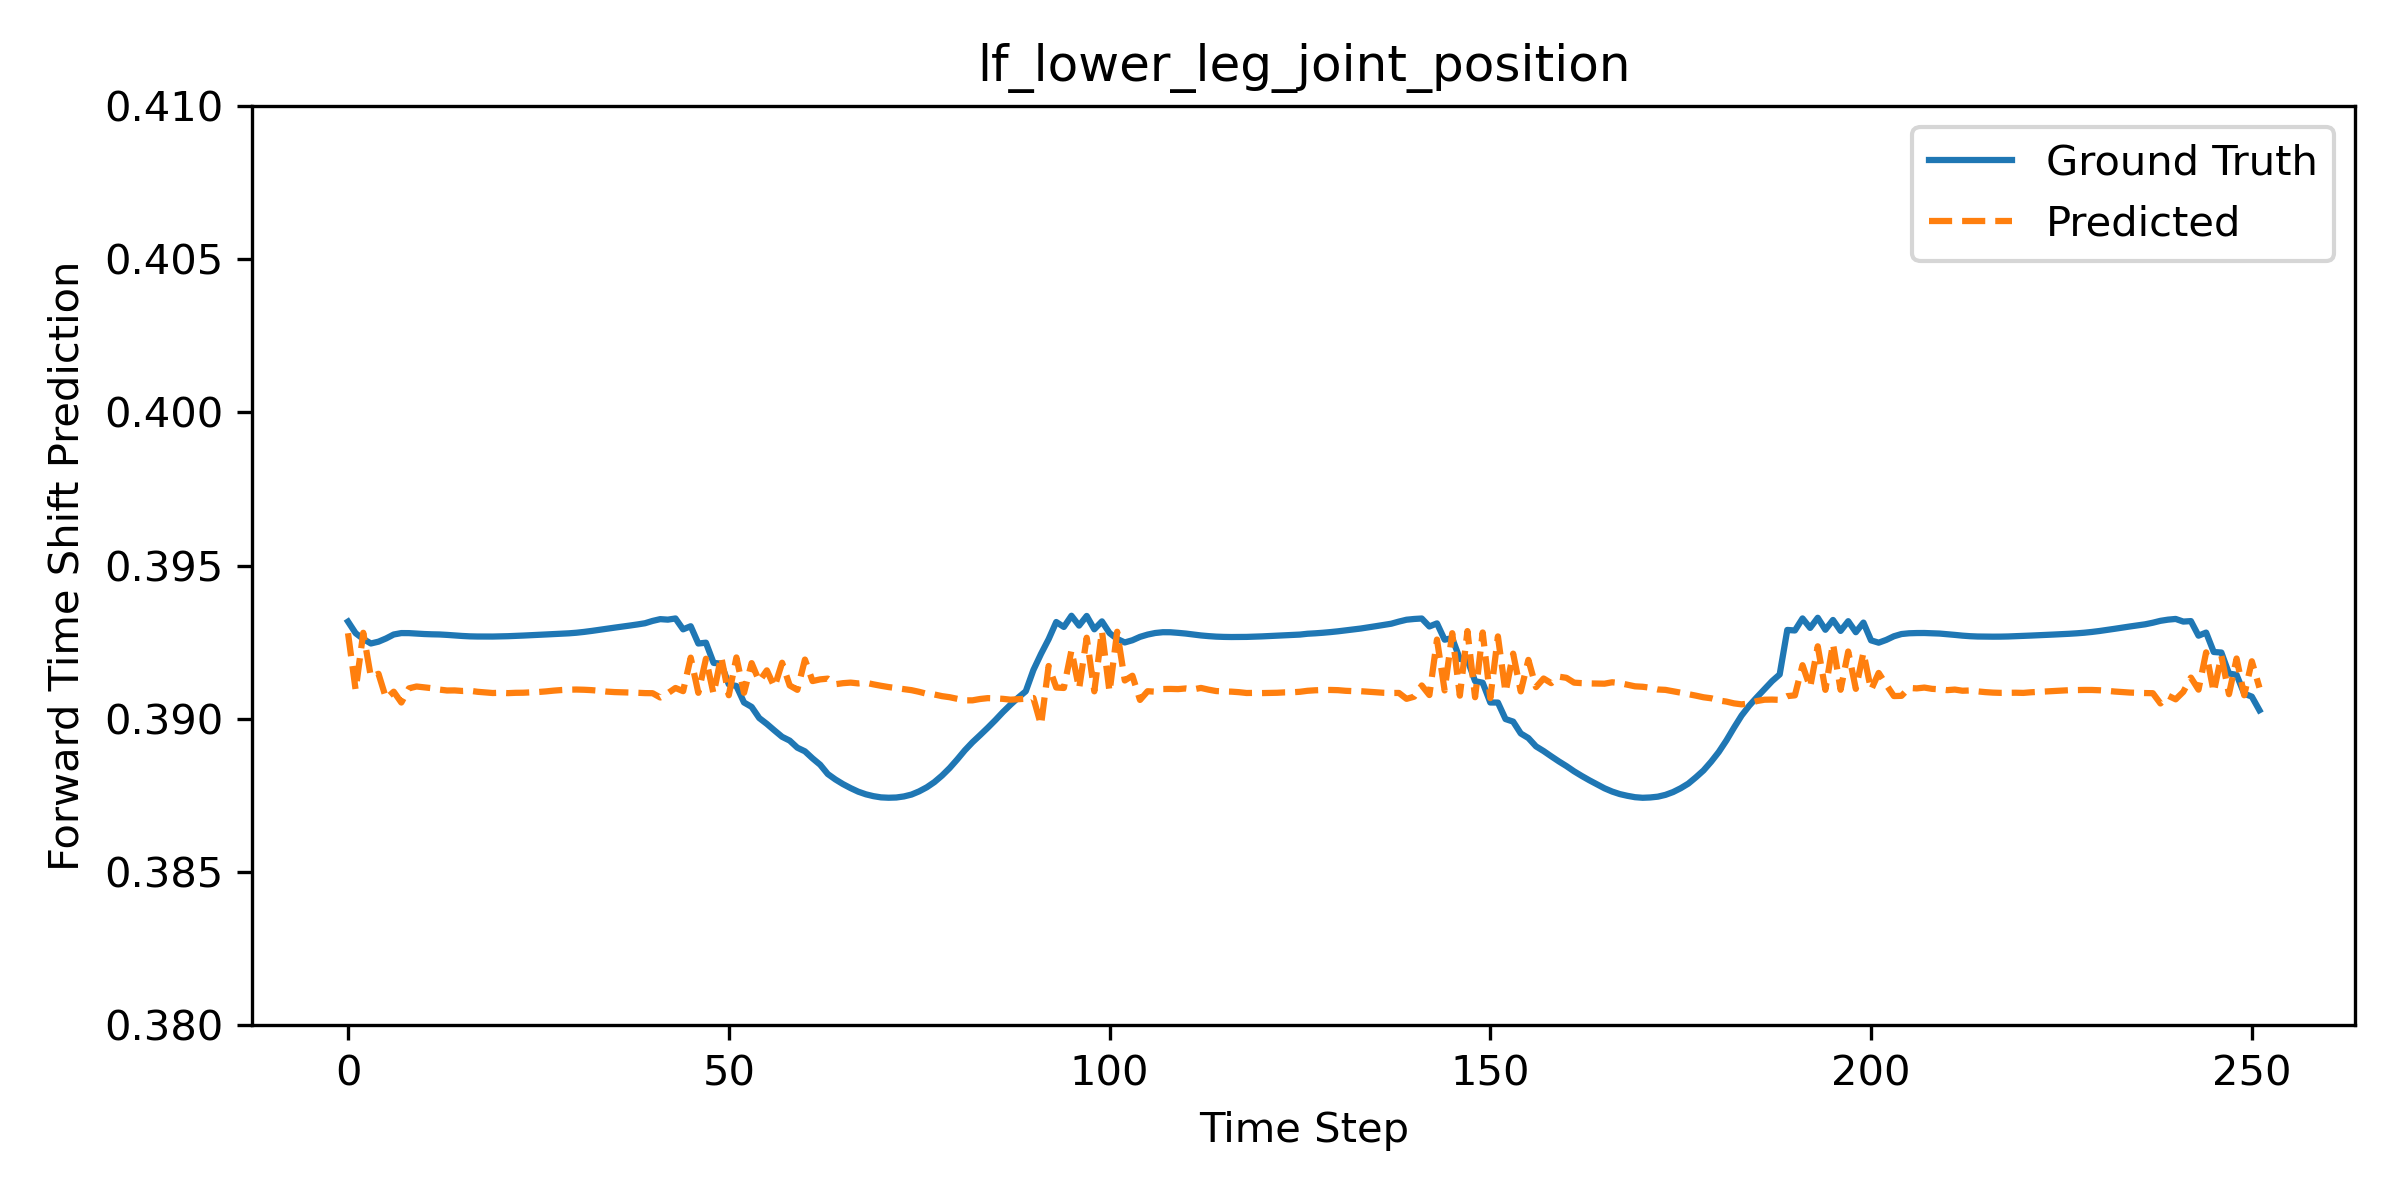 lf_lower_leg_joint_position
Forward Time Shift Prediction
0.410
0.405
0.400
0.395
0.390
0.385
0.380
Ground Truth
Predicted
0 50 100 150 200 250
Time Step